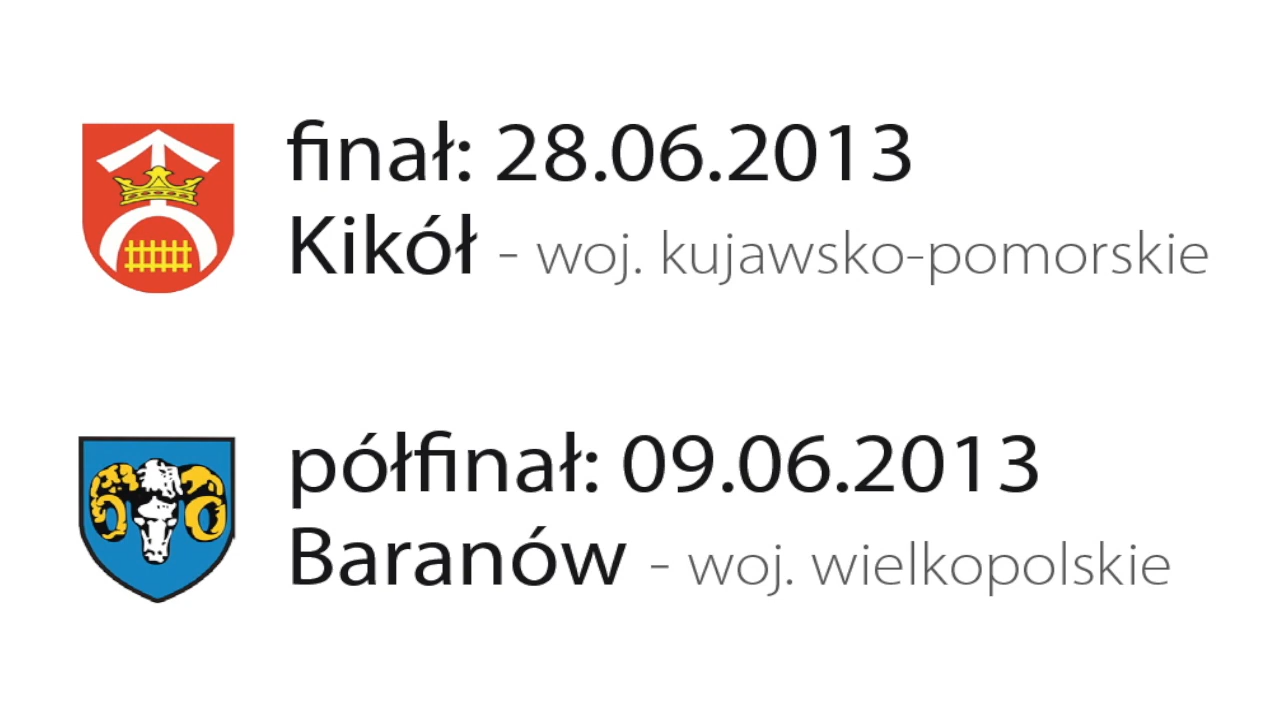 finał: 28.06.2013
Kikół - woj. kujawsko-pomorskie
półfinał: 09.06.2013
Baranów - woj. wielkopolskie